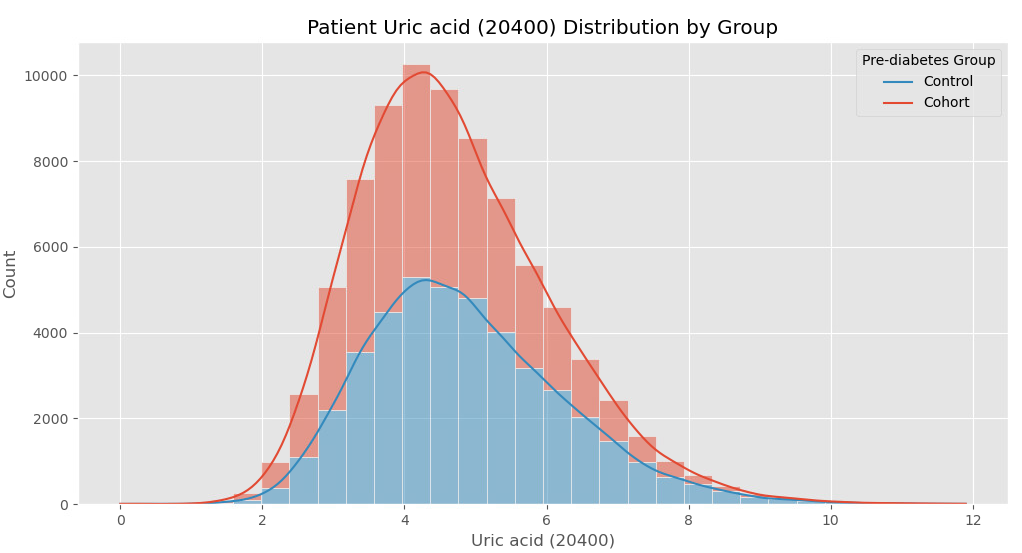 Patient Uric acid (20400) Distribution by Group
Pre-diabetes Group
Control
Cohort
Count
10000
8000
6000
4000
2000
0
0 2 4 6 8 10 12
Uric acid (20400)